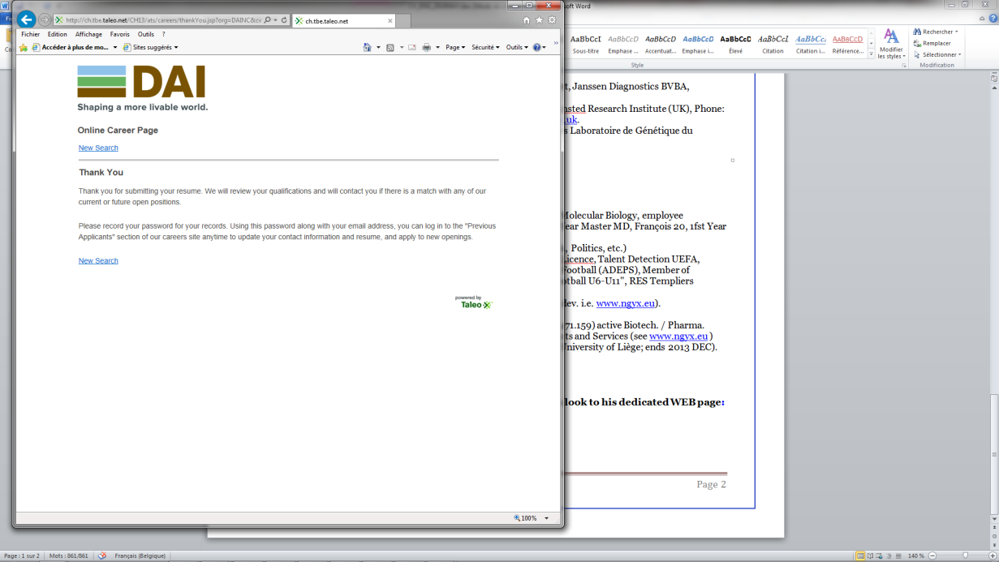 soft Word
http://ch.tbe.taleo.net/CH13/ats/careers/thankYou.jsp?org=DAINC&cv
ch.tbe.taleo.net
Fichier Edition Affichage Favoris Outils ?
Accéder à plus de mo... Sites suggérés
Page Sécurité Outils
DAI
Shaping a more livable world.
Online Career Page
New Search
Thank You
Thank you for submitting your resume. We will review your qualifications and will contact you if there is a match with any of our
current or future open positions.
Please record your password for your records. Using this password along with your email address, you can log in to the "Previous
Applicants" section of our careers site anytime to update your contact information and resume, and apply to new openings.
New Search
powered by
Taleo
100%
AaBbCcI AaBbCcD AaBbCcD AaBbCcD AaBbCcD AaBbCcI AaBbCc. AaBbCcD
Sous-titre Emphase ... Accentuat... Emphase i... Élevé Citation Citation i... Référence...
Modifier
les styles
Rechercher
Remplacer
Sélectionner
Style
Modification
t, Janssen Diagnostics BVBA,
sted Research Institute (UK), Phone:
uk.
s Laboratoire de Génétique du
Molecular Biology, employee
ear Master MD, François 20, 1fst Year
, Politics, etc.)
Licence, Talent Detection UEFA,
Football (ADEPS), Member of
tball U6-U11", RES Templiers
dev. i.e. www.ngyx.eu).
71.159) active Biotech. / Pharma.
ts and Services (see www.ngyx.eu )
University of Liège; ends 2013 DEC).
look to his dedicated WEB page:
Page 2
Page : 1 sur 2 Mots : 861/861 Français (Belgique)
140 %